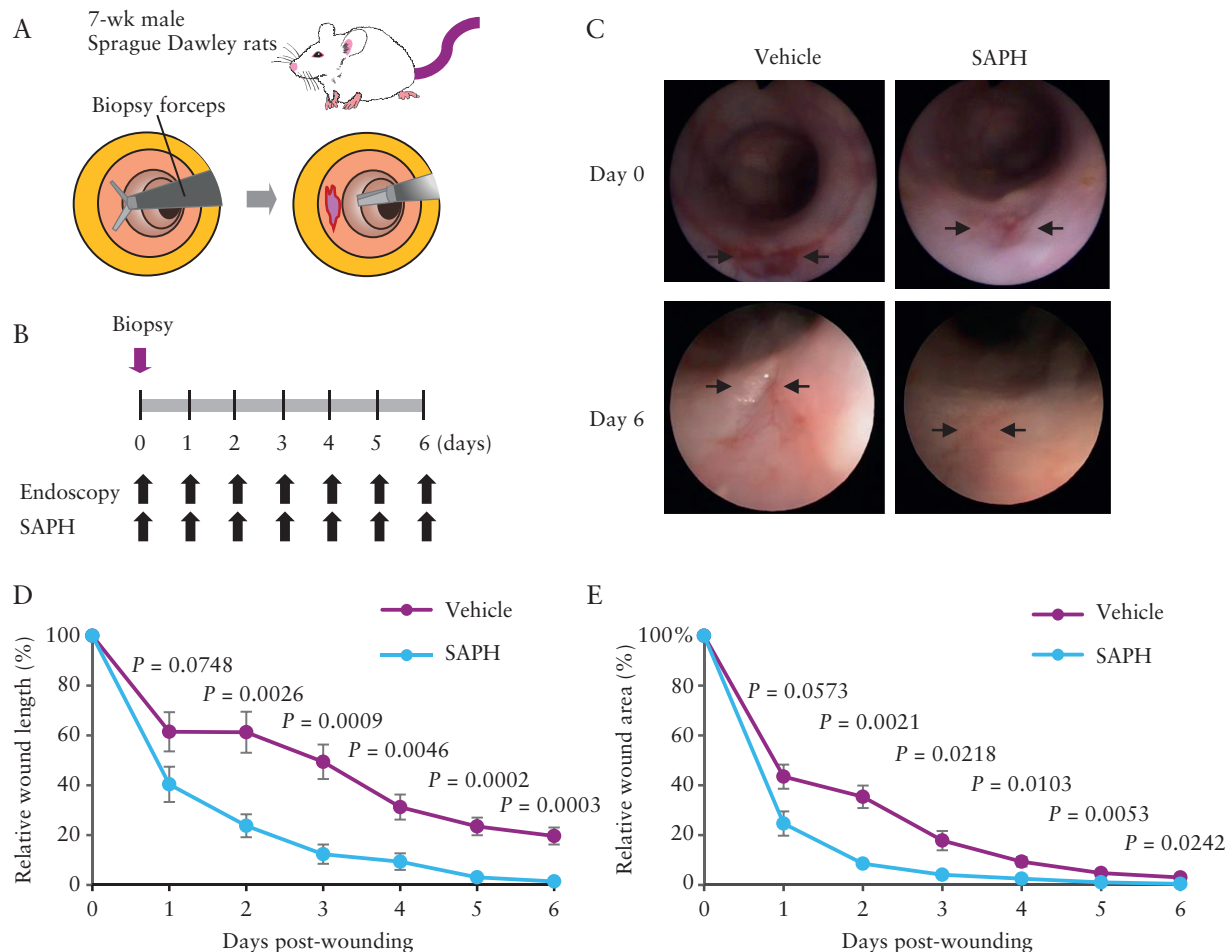 A
7-wk male
Sprague Dawley rats
Biopsy forceps
B
Biopsy
0 1 2 3 4 5 6 (days)
Endoscopy
SAPH
C
Vehicle SAPH
Day 0
Day 6
D
Vehicle
SAPH
Relative wound length (%)
100
80
60
40
20
0
P = 0.0748
P = 0.0026
P = 0.0009
P = 0.0046
P = 0.0002
P = 0.0003
0 1 2 3 4 5 6
Days post-wounding
E
Vehicle
SAPH
Relative wound area (%)
100%
80
60
40
20
0
P = 0.0573
P = 0.0021
P = 0.0218
P = 0.0103
P = 0.0053
P = 0.0242
0 1 2 3 4 5 6
Days post-wounding